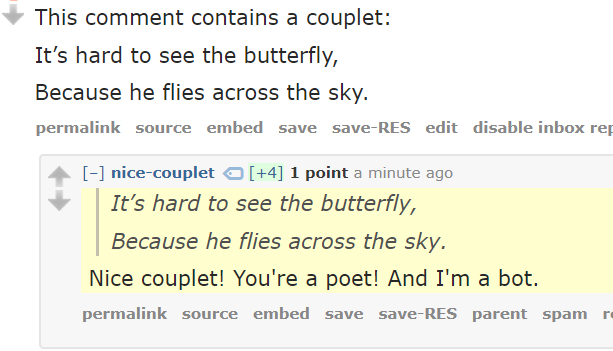 This comment contains a couplet:
It’s hard to see the butterfly,
Because he flies across the sky.
permalink source embed save save-RES edit disable inbox rep
[–] nice-couplet [+4] 1 point a minute ago
It’s hard to see the butterfly,
Because he flies across the sky.
Nice couplet! You're a poet! And I'm a bot.
permalink source embed save save-RES parent spam